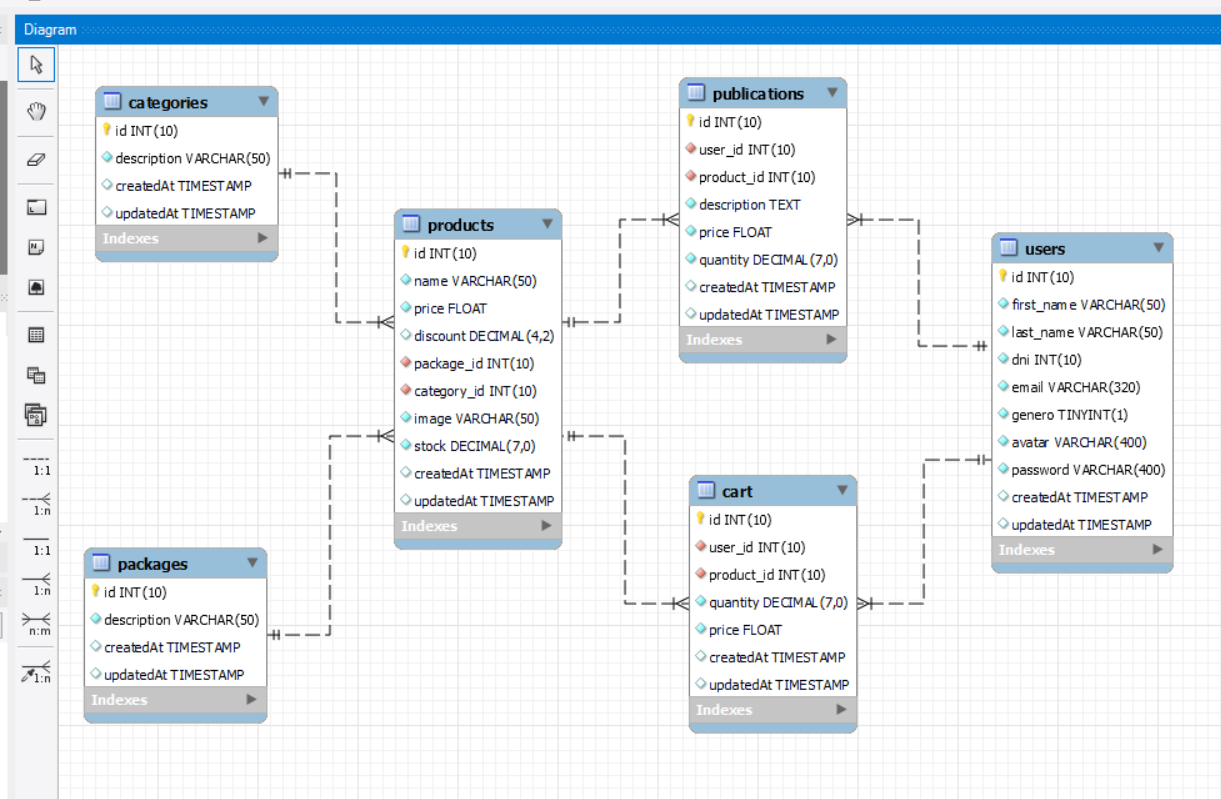 Diagram
categories
id INT(10)
description VARCHAR(50)
createdAt TIMESTAMP
updatedAt TIMESTAMP
Indexes
products
id INT(10)
name VARCHAR(50)
price FLOAT
discount DECIMAL(4,2)
package_id INT(10)
category_id INT(10)
image VARCHAR(50)
stock DECIMAL(7,0)
createdAt TIMESTAMP
updatedAt TIMESTAMP
Indexes
packages
id INT(10)
description VARCHAR(50)
createdAt TIMESTAMP
updatedAt TIMESTAMP
Indexes
publications
id INT(10)
user_id INT(10)
product_id INT(10)
description TEXT
price FLOAT
quantity DECIMAL(7,0)
createdAt TIMESTAMP
updatedAt TIMESTAMP
Indexes
cart
id INT(10)
user_id INT(10)
product_id INT(10)
quantity DECIMAL(7,0)
price FLOAT
createdAt TIMESTAMP
updatedAt TIMESTAMP
Indexes
users
id INT(10)
first_name VARCHAR(50)
last_name VARCHAR(50)
dni INT(10)
email VARCHAR(320)
genero TINYINT(1)
avatar VARCHAR(400)
password VARCHAR(400)
createdAt TIMESTAMP
updatedAt TIMESTAMP
Indexes
1:1
1:n
1:1
1:n
n:m
1:n